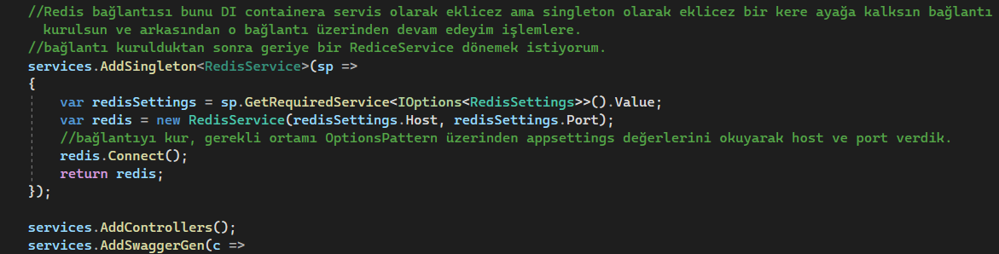 //Redis bağlantısı bunu DI containera servis olarak eklicez ama singleton olarak eklicez bir kere ayağa kalksın bağlantı
kurulsun ve arkasından o bağlantı üzerinden devam edeyim işlemlere.
//bağlantı kurulduktan sonra geriye bir RediceService dönemek istiyorum.
services.AddSingleton<RedisService>(sp =>
{
var redisSettings = sp.GetRequiredService<IOptions<RedisSettings>>().Value;
var redis = new RedisService(redisSettings.Host, redisSettings.Port);
//bağlantıyı kur, gerekli ortamı OptionsPattern üzerinden appsettings değerlerini okuyarak host ve port verdik.
redis.Connect();
return redis;
});
services.AddControllers();
services.AddSwaggerGen(c =>